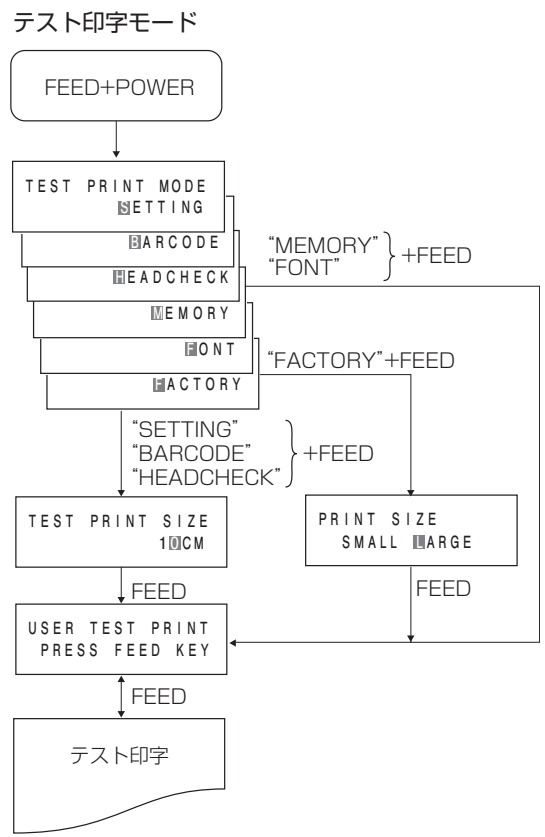 テスト印字モード
FEED+POWER
TEST PRINT MODE
SETTING
BARCODE
HEADCHECK
MEMORY
FONT
FACTORY
“MEMORY”
“FONT”
+FEED
“FACTORY”+FEED
“SETTING”
“BARCODE”
“HEADCHECK”
+FEED
TEST PRINT SIZE
10CM
PRINT SIZE
SMALL LARGE
FEED
FEED
USER TEST PRINT
PRESS FEED KEY
FEED
テスト印字